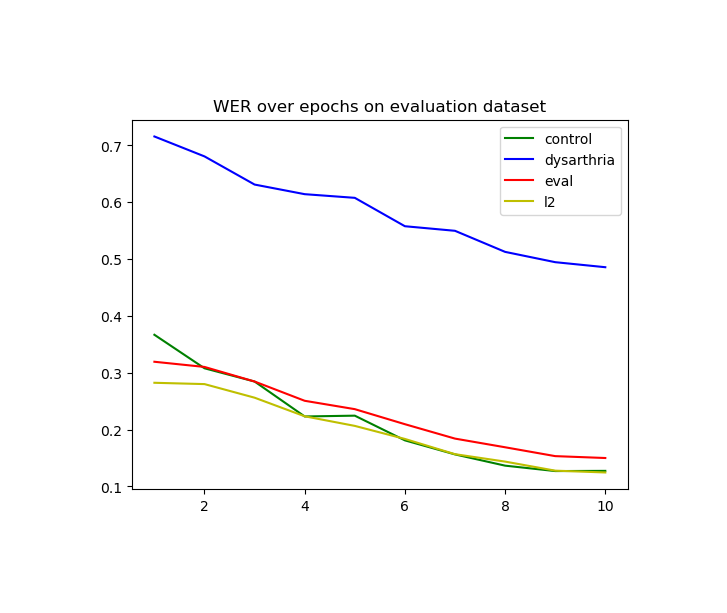 WER over epochs on evaluation dataset
control
dysarthria
eval
l2
0.7
0.6
0.5
0.4
0.3
0.2
0.1
2 4 6 8 10